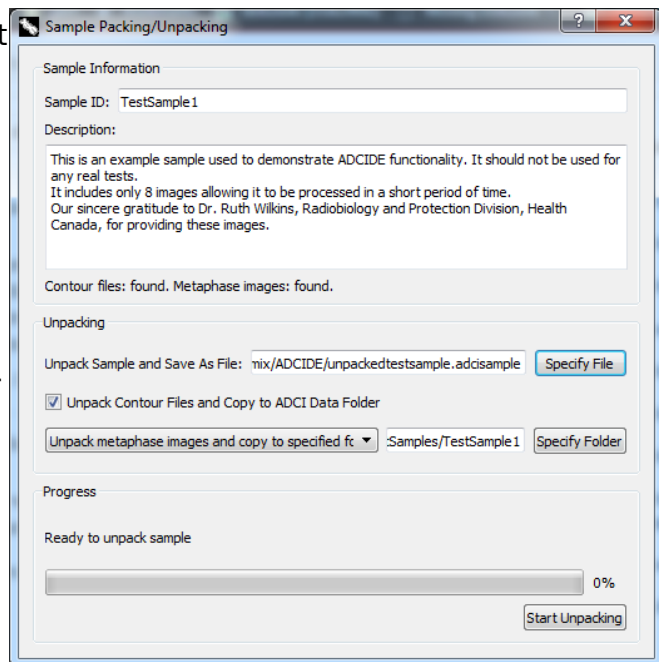 t
Sample Packing/Unpacking
?
X
Sample Information
Sample ID: TestSample1
Description:
This is an example sample used to demonstrate ADCIDE functionality. It should not be used for
any real tests.
It includes only 8 images allowing it to be processed in a short period of time.
Our sincere gratitude to Dr. Ruth Wilkins, Radiobiology and Protection Division, Health
Canada, for providing these images.
Contour files: found. Metaphase images: found.
Unpacking
Unpack Sample and Save As File: mix/ADCIDE/unpackedtestsample.adcisample Specify File
Unpack Contour Files and Copy to ADCI Data Folder
Unpack metaphase images and copy to specified fc :Samples/TestSample1 Specify Folder
Progress
Ready to unpack sample
0%
Start Unpacking